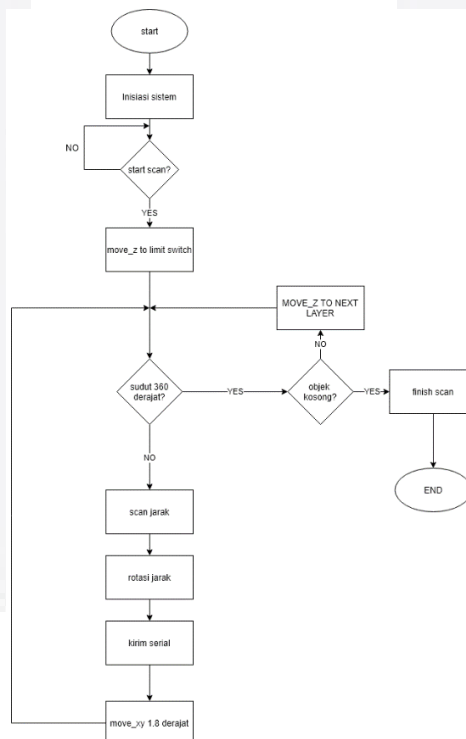 start
Inisiasi sistem
NO
start scan?
YES
move_z to limit switch
MOVE_Z TO NEXT
LAYER
NO
sudut 360
derajat?
YES
objek
kosong?
YES
finish scan
NO
END
scan jarak
rotasi jarak
kirim serial
move_xy 1.8 derajat